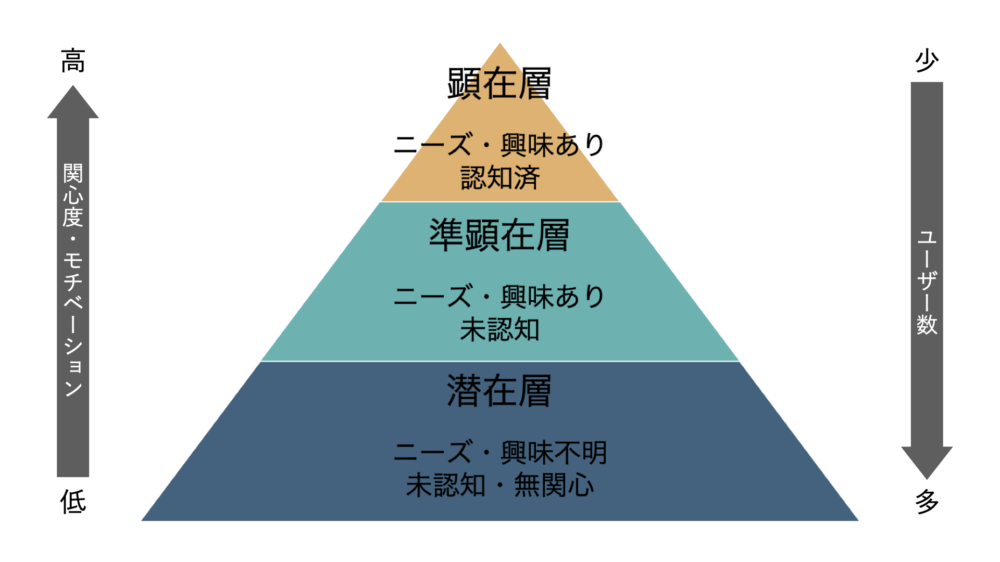 高
関心度・モチベーション
低
顕在層
ニーズ・興味あり
認知済
準顕在層
ニーズ・興味あり
未認知
潜在層
ニーズ・興味不明
未認知・無関心
少
ユーザー数
多